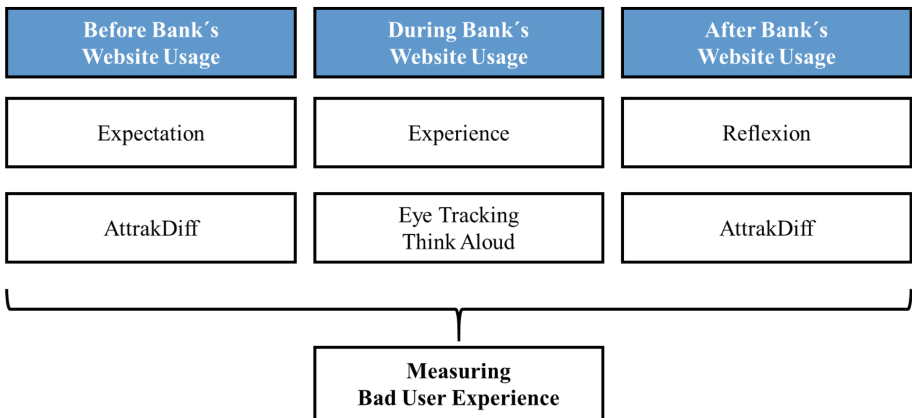 Before Bank´s
Website Usage
During Bank´s
Website Usage
After Bank´s
Website Usage
Expectation
Experience
Reflexion
AttrakDiff
Eye Tracking
Think Aloud
AttrakDiff
Measuring
Bad User Experience